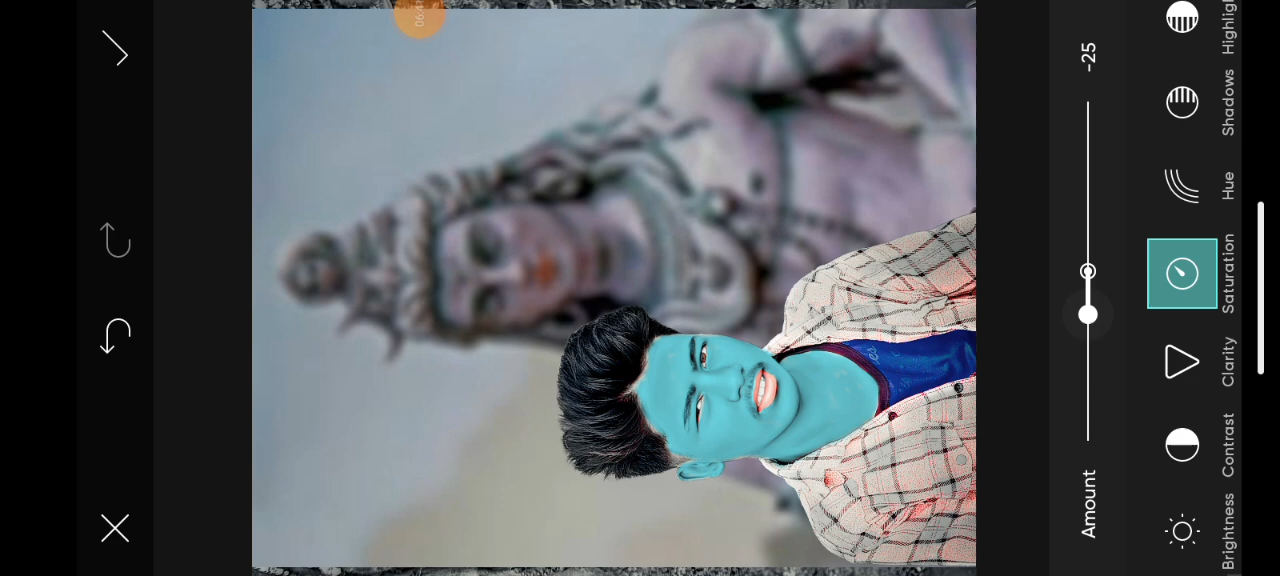 -25
Amount
Brightness
Contrast
Clarity
Saturation
Hue
Shadows
Highligh